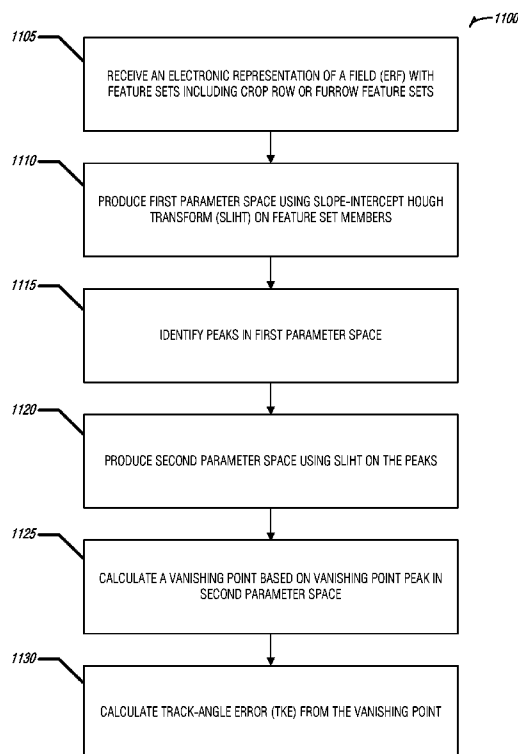 1100
1105
RECEIVE AN ELECTRONIC REPRESENTATION OF A FIELD (ERF) WITH
FEATURE SETS INCLUDING CROP ROW OR FURROW FEATURE SETS
1110
PRODUCE FIRST PARAMETER SPACE USING SLOPE-INTERCEPT HOUGH
TRANSFORM (SLIHT) ON FEATURE SET MEMBERS
1115
IDENTIFY PEAKS IN FIRST PARAMETER SPACE
1120
PRODUCE SECOND PARAMETER SPACE USING SLIHT ON THE PEAKS
1125
CALCULATE A VANISHING POINT BASED ON VANISHING POINT PEAK IN
SECOND PARAMETER SPACE
1130
CALCULATE TRACK-ANGLE ERROR (TKE) FROM THE VANISHING POINT